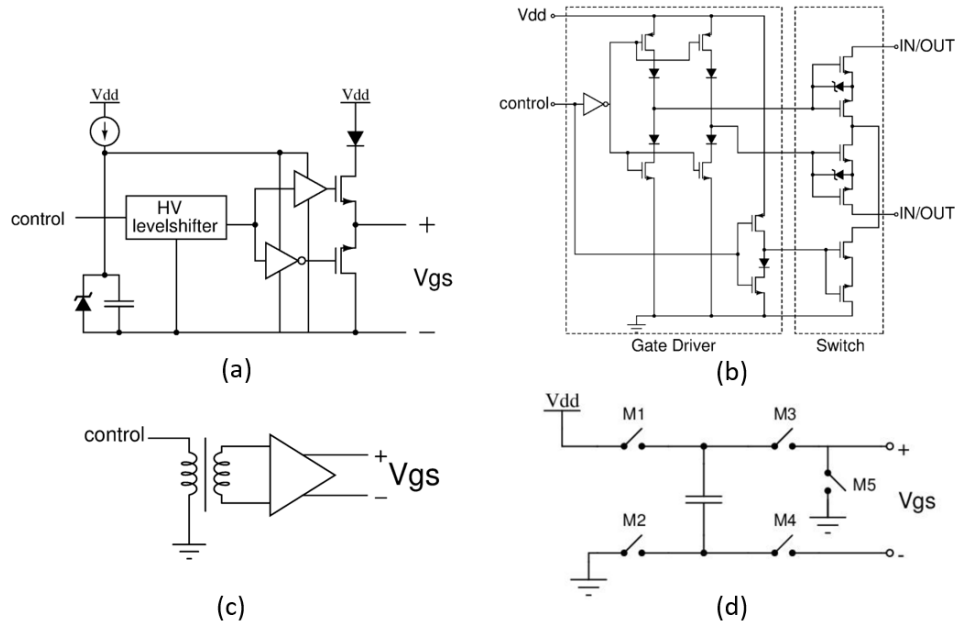 Vdd
Vdd
control
HV
levelshifter
+
Vgs
−
(a)
Vdd
control
IN/OUT
IN/OUT
Gate Driver
Switch
(b)
control
+
Vgs
−
(c)
Vdd
M1
M3
+
M5
Vgs
M2
M4
-
(d)